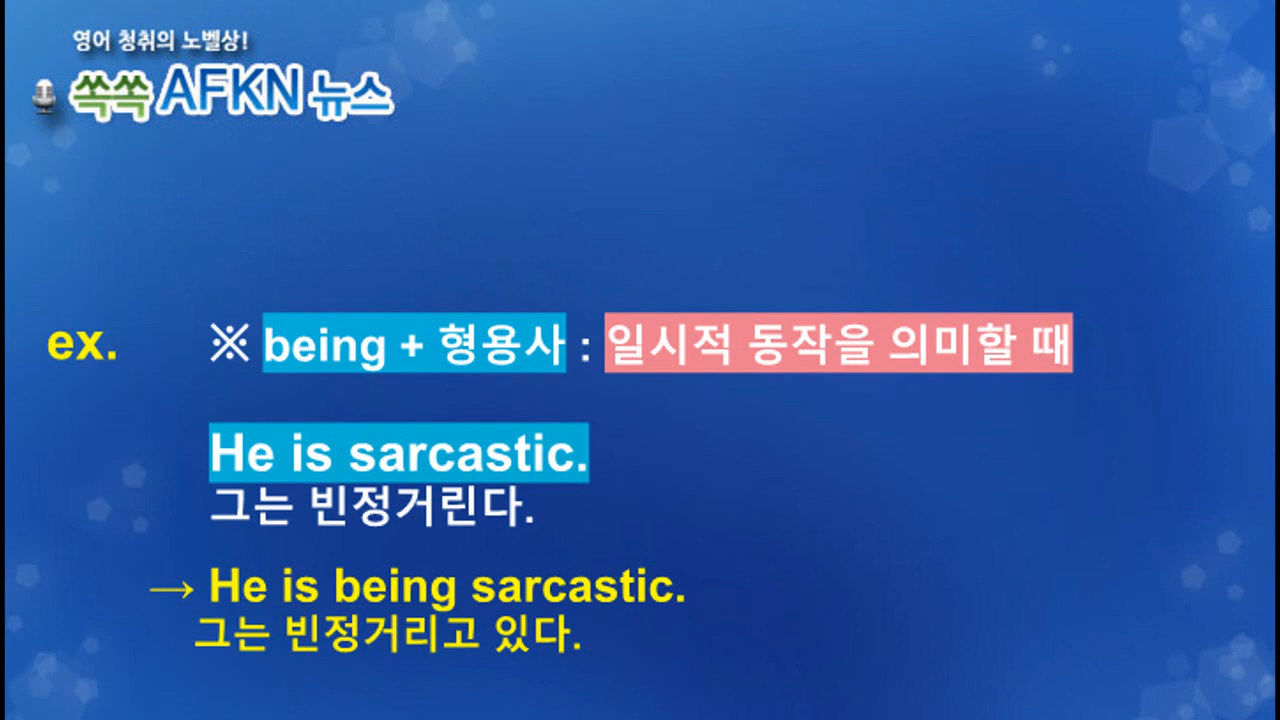 영어 청취의 노벨상!
쏙쏙 AFKN 뉴스
ex. ※ being + 형용사 : 일시적 동작을 의미할 때
He is sarcastic.
그는 빈정거린다.
→ He is being sarcastic.
그는 빈정거리고 있다.